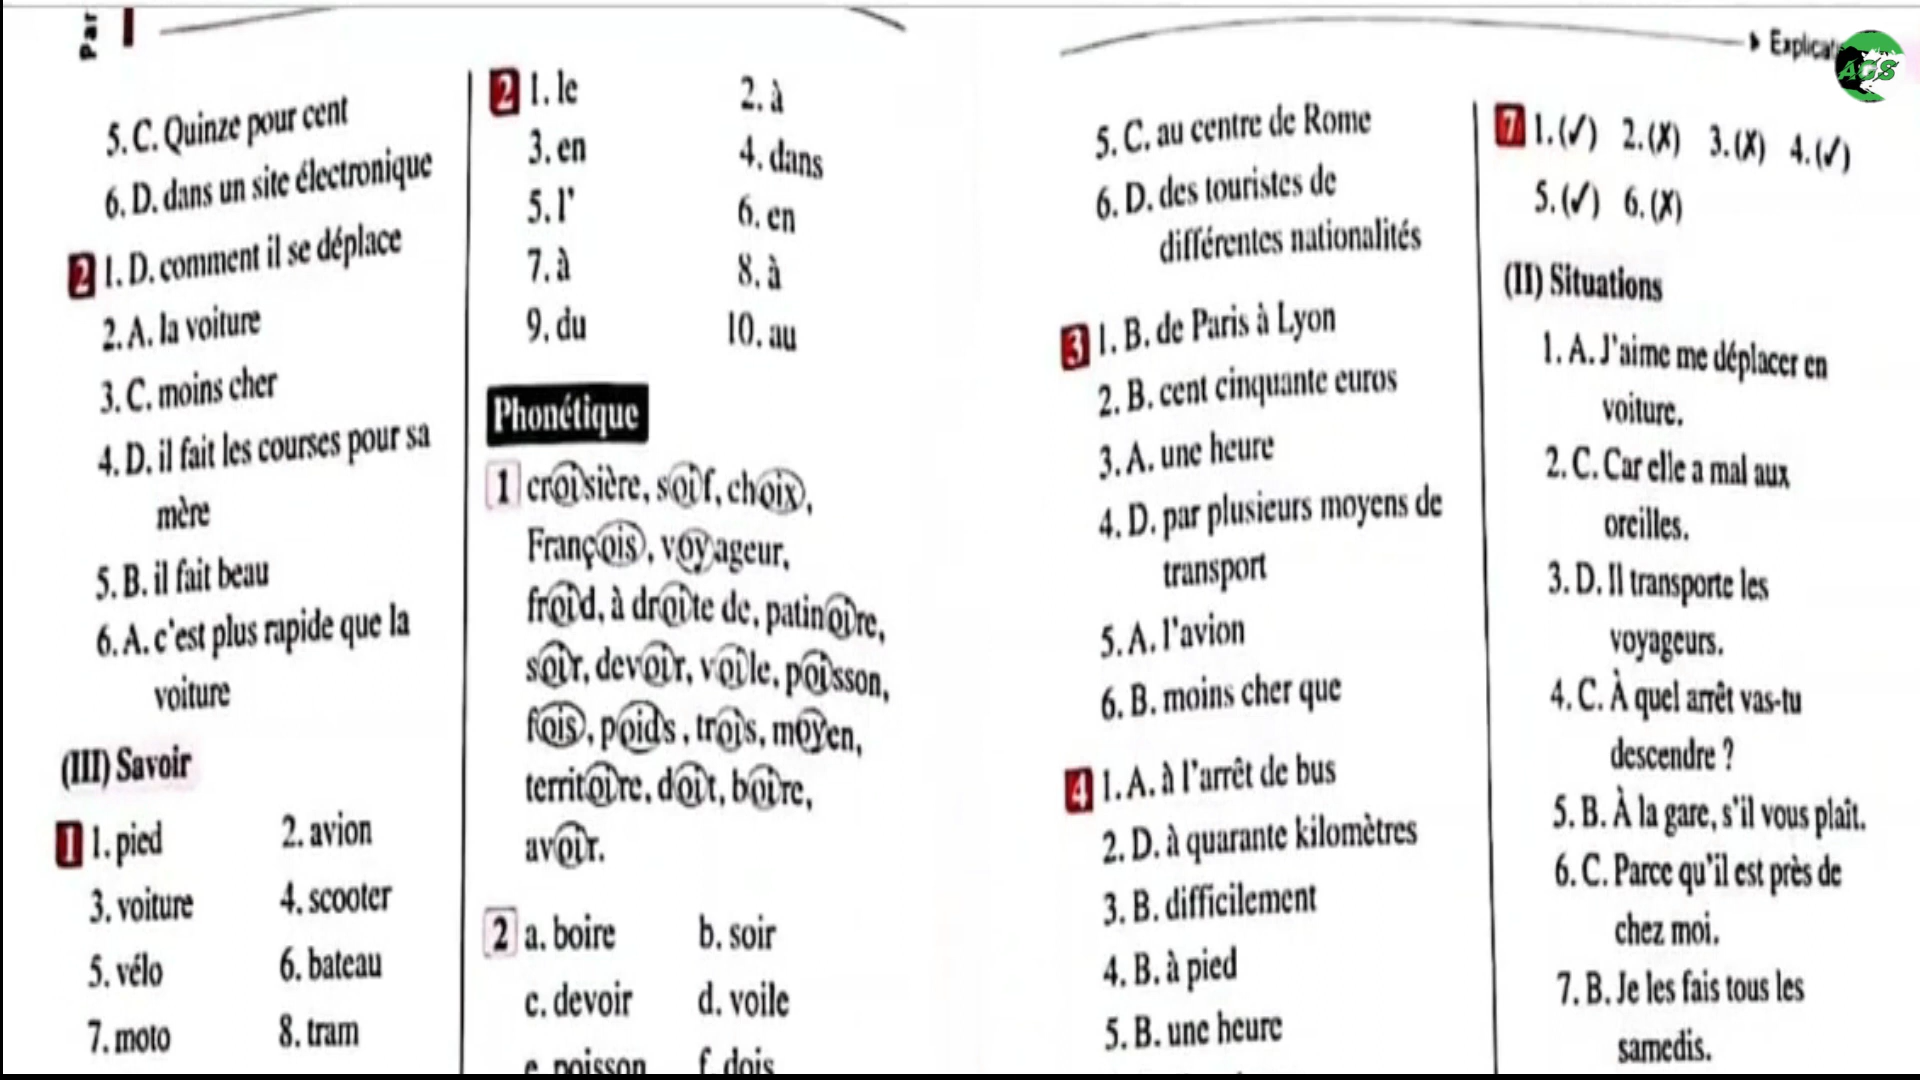 Par
5. C. Quinze pour cent
6. D. dans un site électronique
2 1. D. comment il se déplace
2. A. la voiture
3. C. moins cher
4. D. il fait les courses pour sa
mère
5. B. il fait beau
6. A. c'est plus rapide que la
voiture
(III) Savoir
1 1. pied 2. avion
3. voiture 4. scooter
5. vélo 6. bateau
7. moto 8. tram
2 1. le 2. à
3. en 4. dans
5. l' 6. en
7. à 8. à
9. du 10. au
Phonétique
1 croisière, soif, choix,
François, voyageur,
froid, à droite de, patinoire,
soir, devoir, voile, poisson,
fois, poids, trois, moyen,
territoire, doit, boire,
avoir.
2 a. boire b. soir
c. devoir d. voile
e. poisson f. dois
AGS
5. C. au centre de Rome
6. D. des touristes de
différentes nationalités
3 1. B. de Paris à Lyon
2. B. cent cinquante euros
3. A. une heure
4. D. par plusieurs moyens de
transport
5. A. l'avion
6. B. moins cher que
4 1. A. à l'arrêt de bus
2. D. à quarante kilomètres
3. B. difficilement
4. B. à pied
5. B. une heure
7 1. (✓) 2. (X) 3. (X) 4. (✓)
5. (✓) 6. (X)
(II) Situations
1. A. J'aime me déplacer en
voiture.
2. C. Car elle a mal aux
oreilles.
3. D. Il transporte les
voyageurs.
4. C. À quel arrêt vas-tu
descendre ?
5. B. À la gare, s'il vous plaît.
6. C. Parce qu'il est près de
chez moi.
7. B. Je les fais tous les
samedis.